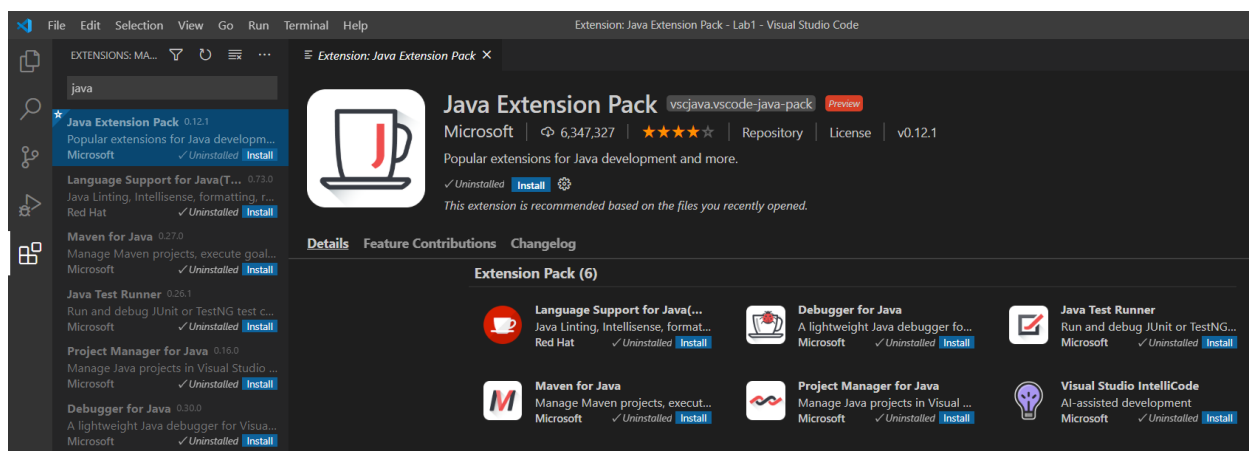 File Edit Selection View Go Run Terminal Help
Extension: Java Extension Pack - Lab1 - Visual Studio Code
EXTENSIONS: MA...
java
Java Extension Pack 0.12.1
Popular extensions for Java developm...
Microsoft ✓ Uninstalled Install
Language Support for Java(T... 0.73.0
Java Linting, Intellisense, formatting, r...
Red Hat ✓ Uninstalled Install
Maven for Java 0.27.0
Manage Maven projects, execute goal...
Microsoft ✓ Uninstalled Install
Java Test Runner 0.26.1
Run and debug JUnit or TestNG test c...
Microsoft ✓ Uninstalled Install
Project Manager for Java 0.16.0
Manage Java projects in Visual Studio ...
Microsoft ✓ Uninstalled Install
Debugger for Java 0.30.0
A lightweight Java debugger for Visua...
Microsoft ✓ Uninstalled Install
Extension: Java Extension Pack ×
J
Java Extension Pack vscjava.vscode-java-pack Preview
Microsoft | 6,347,327 | ★★★★☆ | Repository | License | v0.12.1
Popular extensions for Java development and more.
✓ Uninstalled Install
This extension is recommended based on the files you recently opened.
Details Feature Contributions Changelog
Extension Pack (6)
Language Support for Java(...
Java Linting, Intellisense, format...
Red Hat ✓ Uninstalled Install
Debugger for Java
A lightweight Java debugger fo...
Microsoft ✓ Uninstalled Install
Java Test Runner
Run and debug JUnit or TestNG...
Microsoft ✓ Uninstalled Install
M
Maven for Java
Manage Maven projects, execut...
Microsoft ✓ Uninstalled Install
Project Manager for Java
Manage Java projects in Visual ...
Microsoft ✓ Uninstalled Install
Visual Studio IntelliCode
AI-assisted development
Microsoft ✓ Uninstalled Install